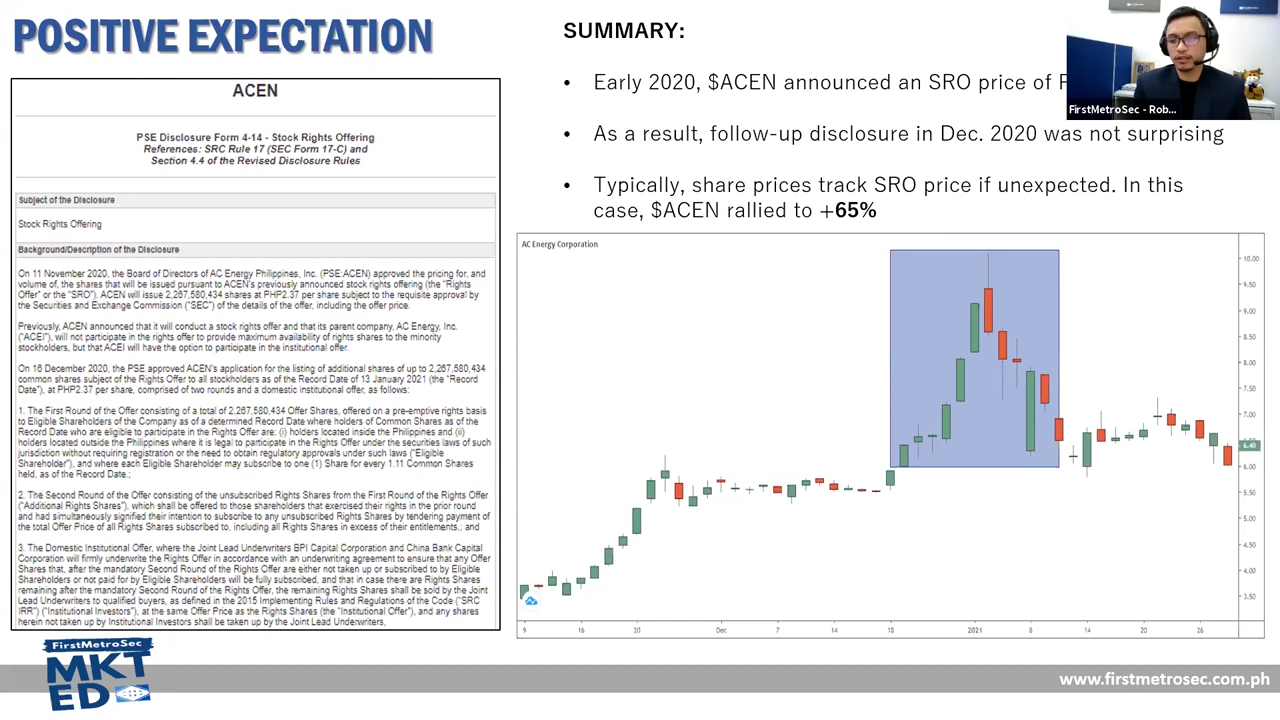 POSITIVE EXPECTATION
ACEN
PSE Disclosure Form 4-14 - Stock Rights Offering
References: SRC Rule 17 (SEC Form 17-C) and
Section 4.4 of the Revised Disclosure Rules
Subject of the Disclosure
Stock Rights Offering
Background/Description of the Disclosure
On 11 November 2020, the Board of Directors of AC Energy Philippines, Inc. (PSE:ACEN) approved the pricing for, and
volume of, the shares that will be issued pursuant to ACEN's previously announced stock rights offering (the "Rights
Offer" or the "SRO"). ACEN will issue 2,267,580,434 shares at PHP2.37 per share subject to the requisite approval by
the Securities and Exchange Commission ("SEC") of the details of the offer, including the offer price.
Previously, ACEN announced that it will conduct a stock rights offer and that its parent company, AC Energy, Inc.
("ACEI"), will not participate in the rights offer to provide maximum availability of rights shares to the minority
stockholders, but that ACEI will have the option to participate in the institutional offer.
On 16 December 2020, the PSE approved ACEN's application for the listing of additional shares of up to 2,267,580,434
common shares subject of the Rights Offer to all stockholders as of the Record Date of 13 January 2021 (the "Record
Date"), at PHP2.37 per share, comprised of two rounds and a domestic institutional offer, as follows:
1. The First Round of the Offer consisting of a total of 2,267,580,434 Offer Shares, offered on a pre-emptive rights basis
to Eligible Shareholders of the Company as of a determined Record Date where holders of Common Shares as of the
Record Date who are eligible to participate in the Rights Offer are: (i) holders located inside the Philippines and (ii)
holders located outside the Philippines where it is legal to participate in the Rights Offer under the securities laws of such
jurisdiction without requiring registration or the need to obtain regulatory approvals under such laws ("Eligible
Shareholder"), and where each Eligible Shareholder may subscribe to one (1) Share for every 1.11 Common Shares
held, as of the Record Date.;
2. The Second Round of the Offer consisting of the unsubscribed Rights Shares from the First Round of the Rights Offer
("Additional Rights Shares"), which shall be offered to those shareholders that exercised their rights in the prior round
and had simultaneously signified their intention to subscribe to any unsubscribed Rights Shares by tendering payment of
the total Offer Price of all Rights Shares subscribed to, including all Rights Shares in excess of their entitlements.; and
3. The Domestic Institutional Offer, where the Joint Lead Underwriters BPI Capital Corporation and China Bank Capital
Corporation will firmly underwrite the Rights Offer in accordance with an underwriting agreement to ensure that any Offer
Shares that, after the mandatory Second Round of the Rights Offer are either not taken up or subscribed to by Eligible
Shareholders or not paid for by Eligible Shareholders will be fully subscribed, and that in case there are Rights Shares
remaining after the mandatory Second Round of the Rights Offer, the remaining Rights Shares shall be sold by the Joint
Lead Underwriters to qualified buyers, as defined in the 2015 Implementing Rules and Regulations of the Code ("SRC
IRR") ("Institutional Investors"), at the same Offer Price as the Rights Shares (the "Institutional Offer"), and any shares
herein not taken up by Institutional Investors shall be taken up by the Joint Lead Underwriters,
SUMMARY:
• Early 2020, $ACEN announced an SRO price of
• As a result, follow-up disclosure in Dec. 2020 was not surprising
• Typically, share prices track SRO price if unexpected. In this
case, $ACEN rallied to +65%
FirstMetroSec - Rob...
AC Energy Corporation
10.00
9.50
9.00
8.50
8.00
7.50
7.00
6.50
6.40
6.00
5.50
5.00
4.50
4.00
3.50
9 16 20 Dec 7 14 18 2021 6 14 20 26
FirstMetroSec
MKT
ED
www.firstmetrosec.com.ph